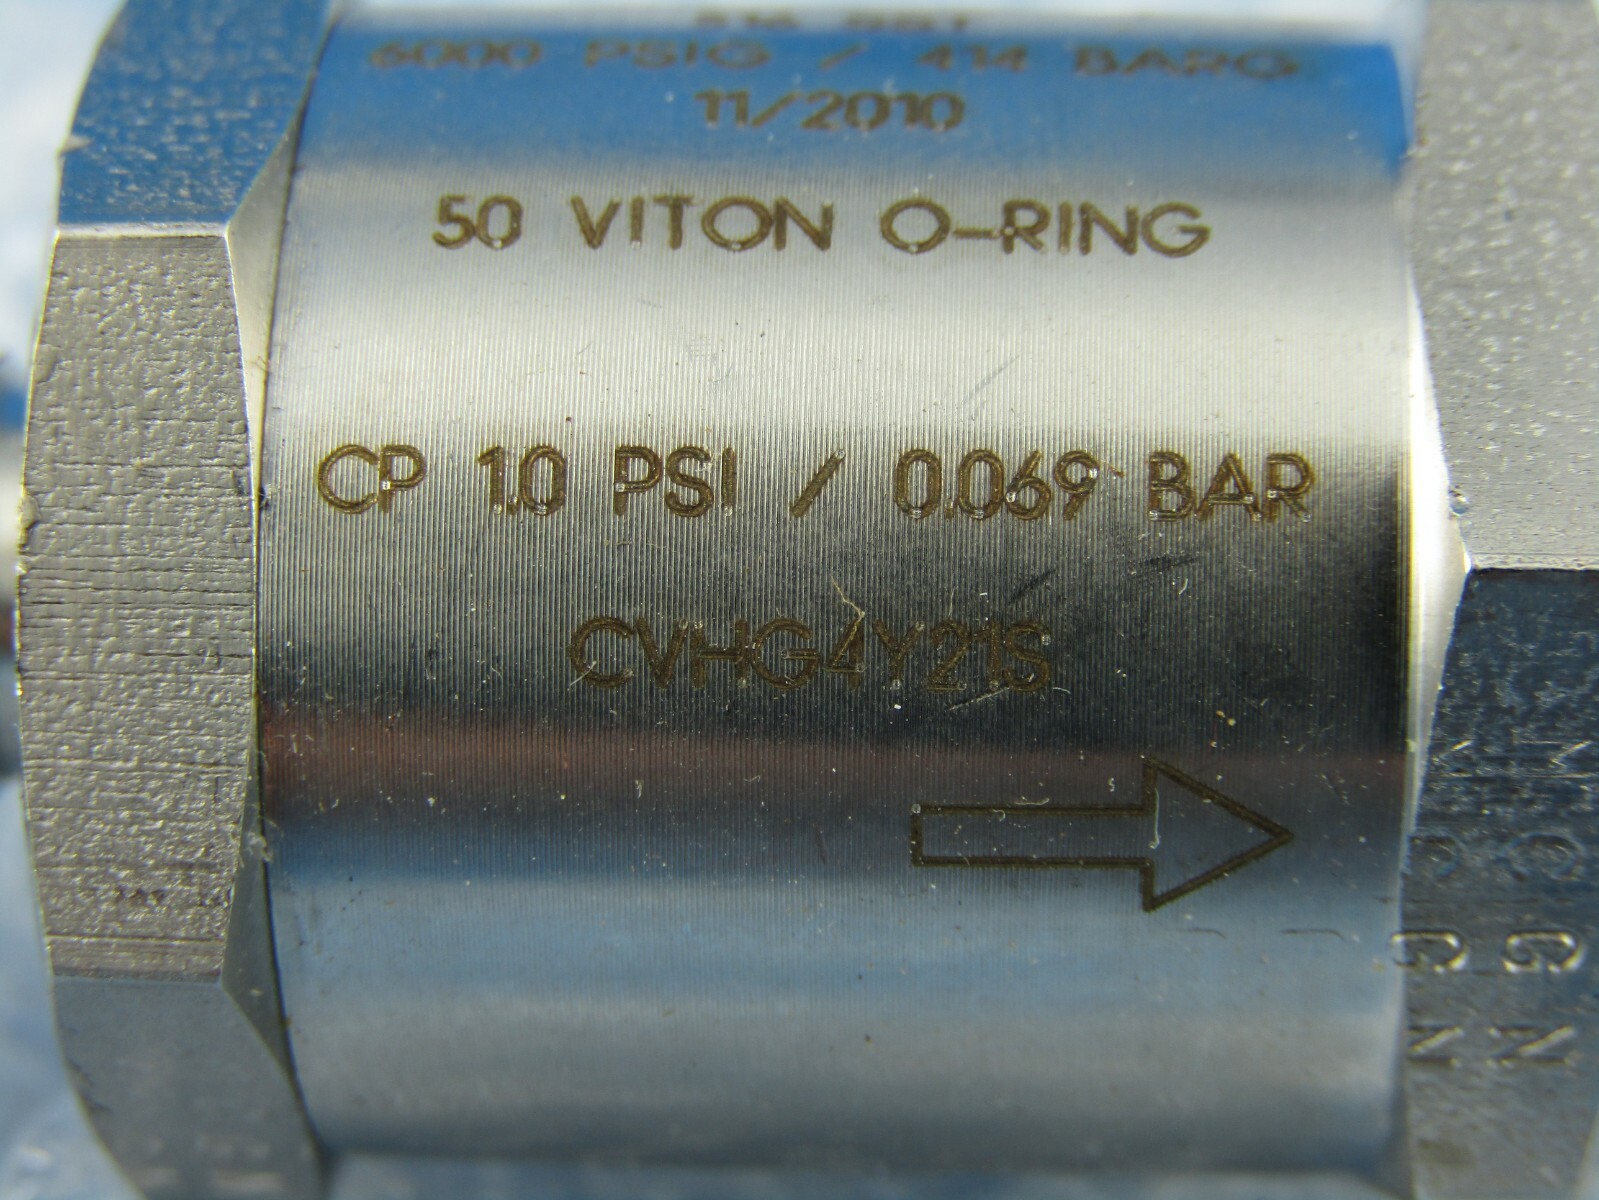 6000 PSIG / 414 BARG
11/2010
50 VITON O-RING
CP 1.0 PSI / 0.069 BAR
CVHG4Y21S